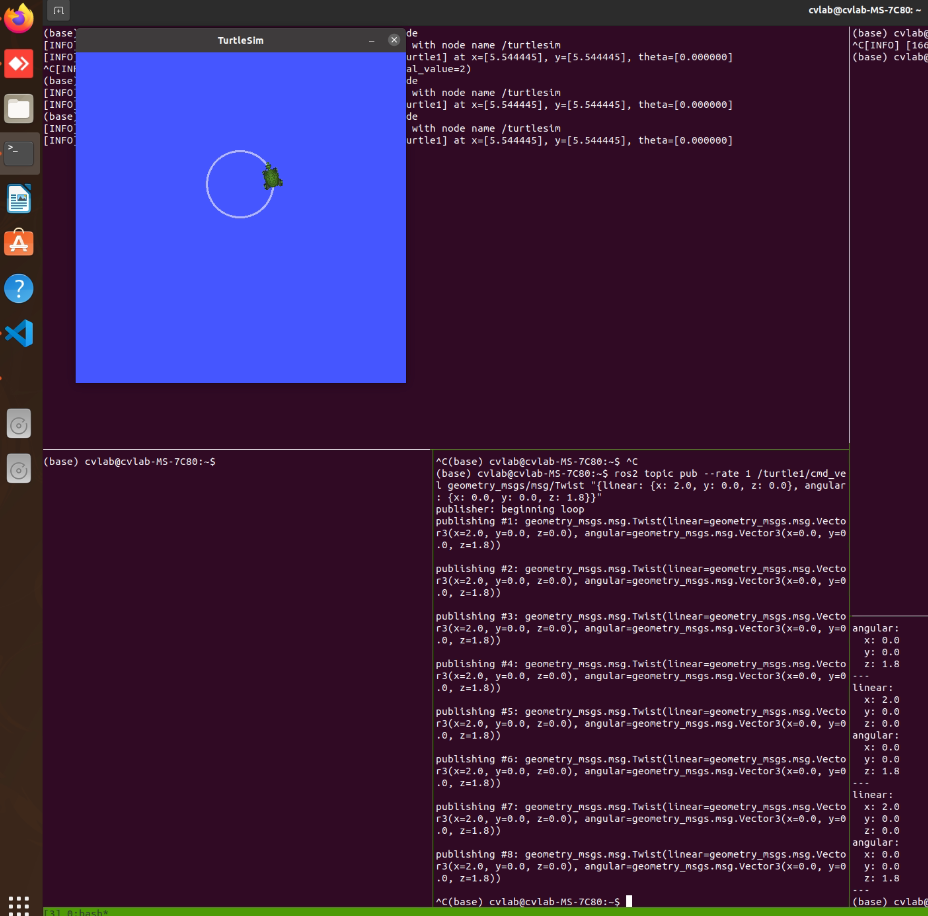 cvlab@cvlab-MS-7C80: ~
TurtleSim
(base)
de
[INFO]
with node name /turtlesim
[INFO]
urtle1] at x=[5.544445], y=[5.544445], theta=[0.000000]
^C[INF
al_value=2)
(base)
de
[INFO]
with node name /turtlesim
[INFO]
urtle1] at x=[5.544445], y=[5.544445], theta=[0.000000]
(base)
de
[INFO]
with node name /turtlesim
[INFO]
urtle1] at x=[5.544445], y=[5.544445], theta=[0.000000]
(base) cvlab@
^C[INFO] [166
(base) cvlab@
(base) cvlab@cvlab-MS-7C80:~$
^C(base) cvlab@cvlab-MS-7C80:~$ ^C
(base) cvlab@cvlab-MS-7C80:~$ ros2 topic pub --rate 1 /turtle1/cmd_ve
l geometry_msgs/msg/Twist "{linear: {x: 2.0, y: 0.0, z: 0.0}, angular
: {x: 0.0, y: 0.0, z: 1.8}}"
publisher: beginning loop
publishing #1: geometry_msgs.msg.Twist(linear=geometry_msgs.msg.Vecto
r3(x=2.0, y=0.0, z=0.0), angular=geometry_msgs.msg.Vector3(x=0.0, y=0
.0, z=1.8))
publishing #2: geometry_msgs.msg.Twist(linear=geometry_msgs.msg.Vecto
r3(x=2.0, y=0.0, z=0.0), angular=geometry_msgs.msg.Vector3(x=0.0, y=0
.0, z=1.8))
publishing #3: geometry_msgs.msg.Twist(linear=geometry_msgs.msg.Vecto
r3(x=2.0, y=0.0, z=0.0), angular=geometry_msgs.msg.Vector3(x=0.0, y=0
.0, z=1.8))
publishing #4: geometry_msgs.msg.Twist(linear=geometry_msgs.msg.Vecto
r3(x=2.0, y=0.0, z=0.0), angular=geometry_msgs.msg.Vector3(x=0.0, y=0
.0, z=1.8))
publishing #5: geometry_msgs.msg.Twist(linear=geometry_msgs.msg.Vecto
r3(x=2.0, y=0.0, z=0.0), angular=geometry_msgs.msg.Vector3(x=0.0, y=0
.0, z=1.8))
publishing #6: geometry_msgs.msg.Twist(linear=geometry_msgs.msg.Vecto
r3(x=2.0, y=0.0, z=0.0), angular=geometry_msgs.msg.Vector3(x=0.0, y=0
.0, z=1.8))
publishing #7: geometry_msgs.msg.Twist(linear=geometry_msgs.msg.Vecto
r3(x=2.0, y=0.0, z=0.0), angular=geometry_msgs.msg.Vector3(x=0.0, y=0
.0, z=1.8))
publishing #8: geometry_msgs.msg.Twist(linear=geometry_msgs.msg.Vecto
r3(x=2.0, y=0.0, z=0.0), angular=geometry_msgs.msg.Vector3(x=0.0, y=0
.0, z=1.8))
^C(base) cvlab@cvlab-MS-7C80:~$
angular:
x: 0.0
y: 0.0
z: 1.8
---
linear:
x: 2.0
y: 0.0
z: 0.0
angular:
x: 0.0
y: 0.0
z: 1.8
---
linear:
x: 2.0
y: 0.0
z: 0.0
angular:
x: 0.0
y: 0.0
z: 1.8
---
(base) cvlab@
[3] 0:bash*